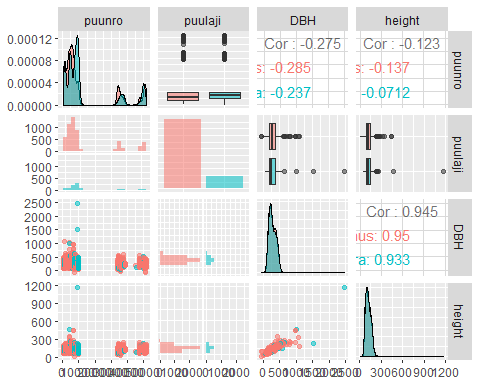 puunro
puulaji
DBH
height
0.00012
0.00008
0.00004
0.00000
Cor : -0.275
us: -0.285
a: -0.237
Cor : -0.123
nus: -0.137
a: -0.0712
puunro
1000
500
0
1000
500
0
puulaji
2500
2000
1500
1000
500
0
Cor : 0.945
nus: 0.95
a: 0.933
DBH
1200
900
600
300
0
height
0 500 1000 1500 2000 2500
0 300 600 900 1200